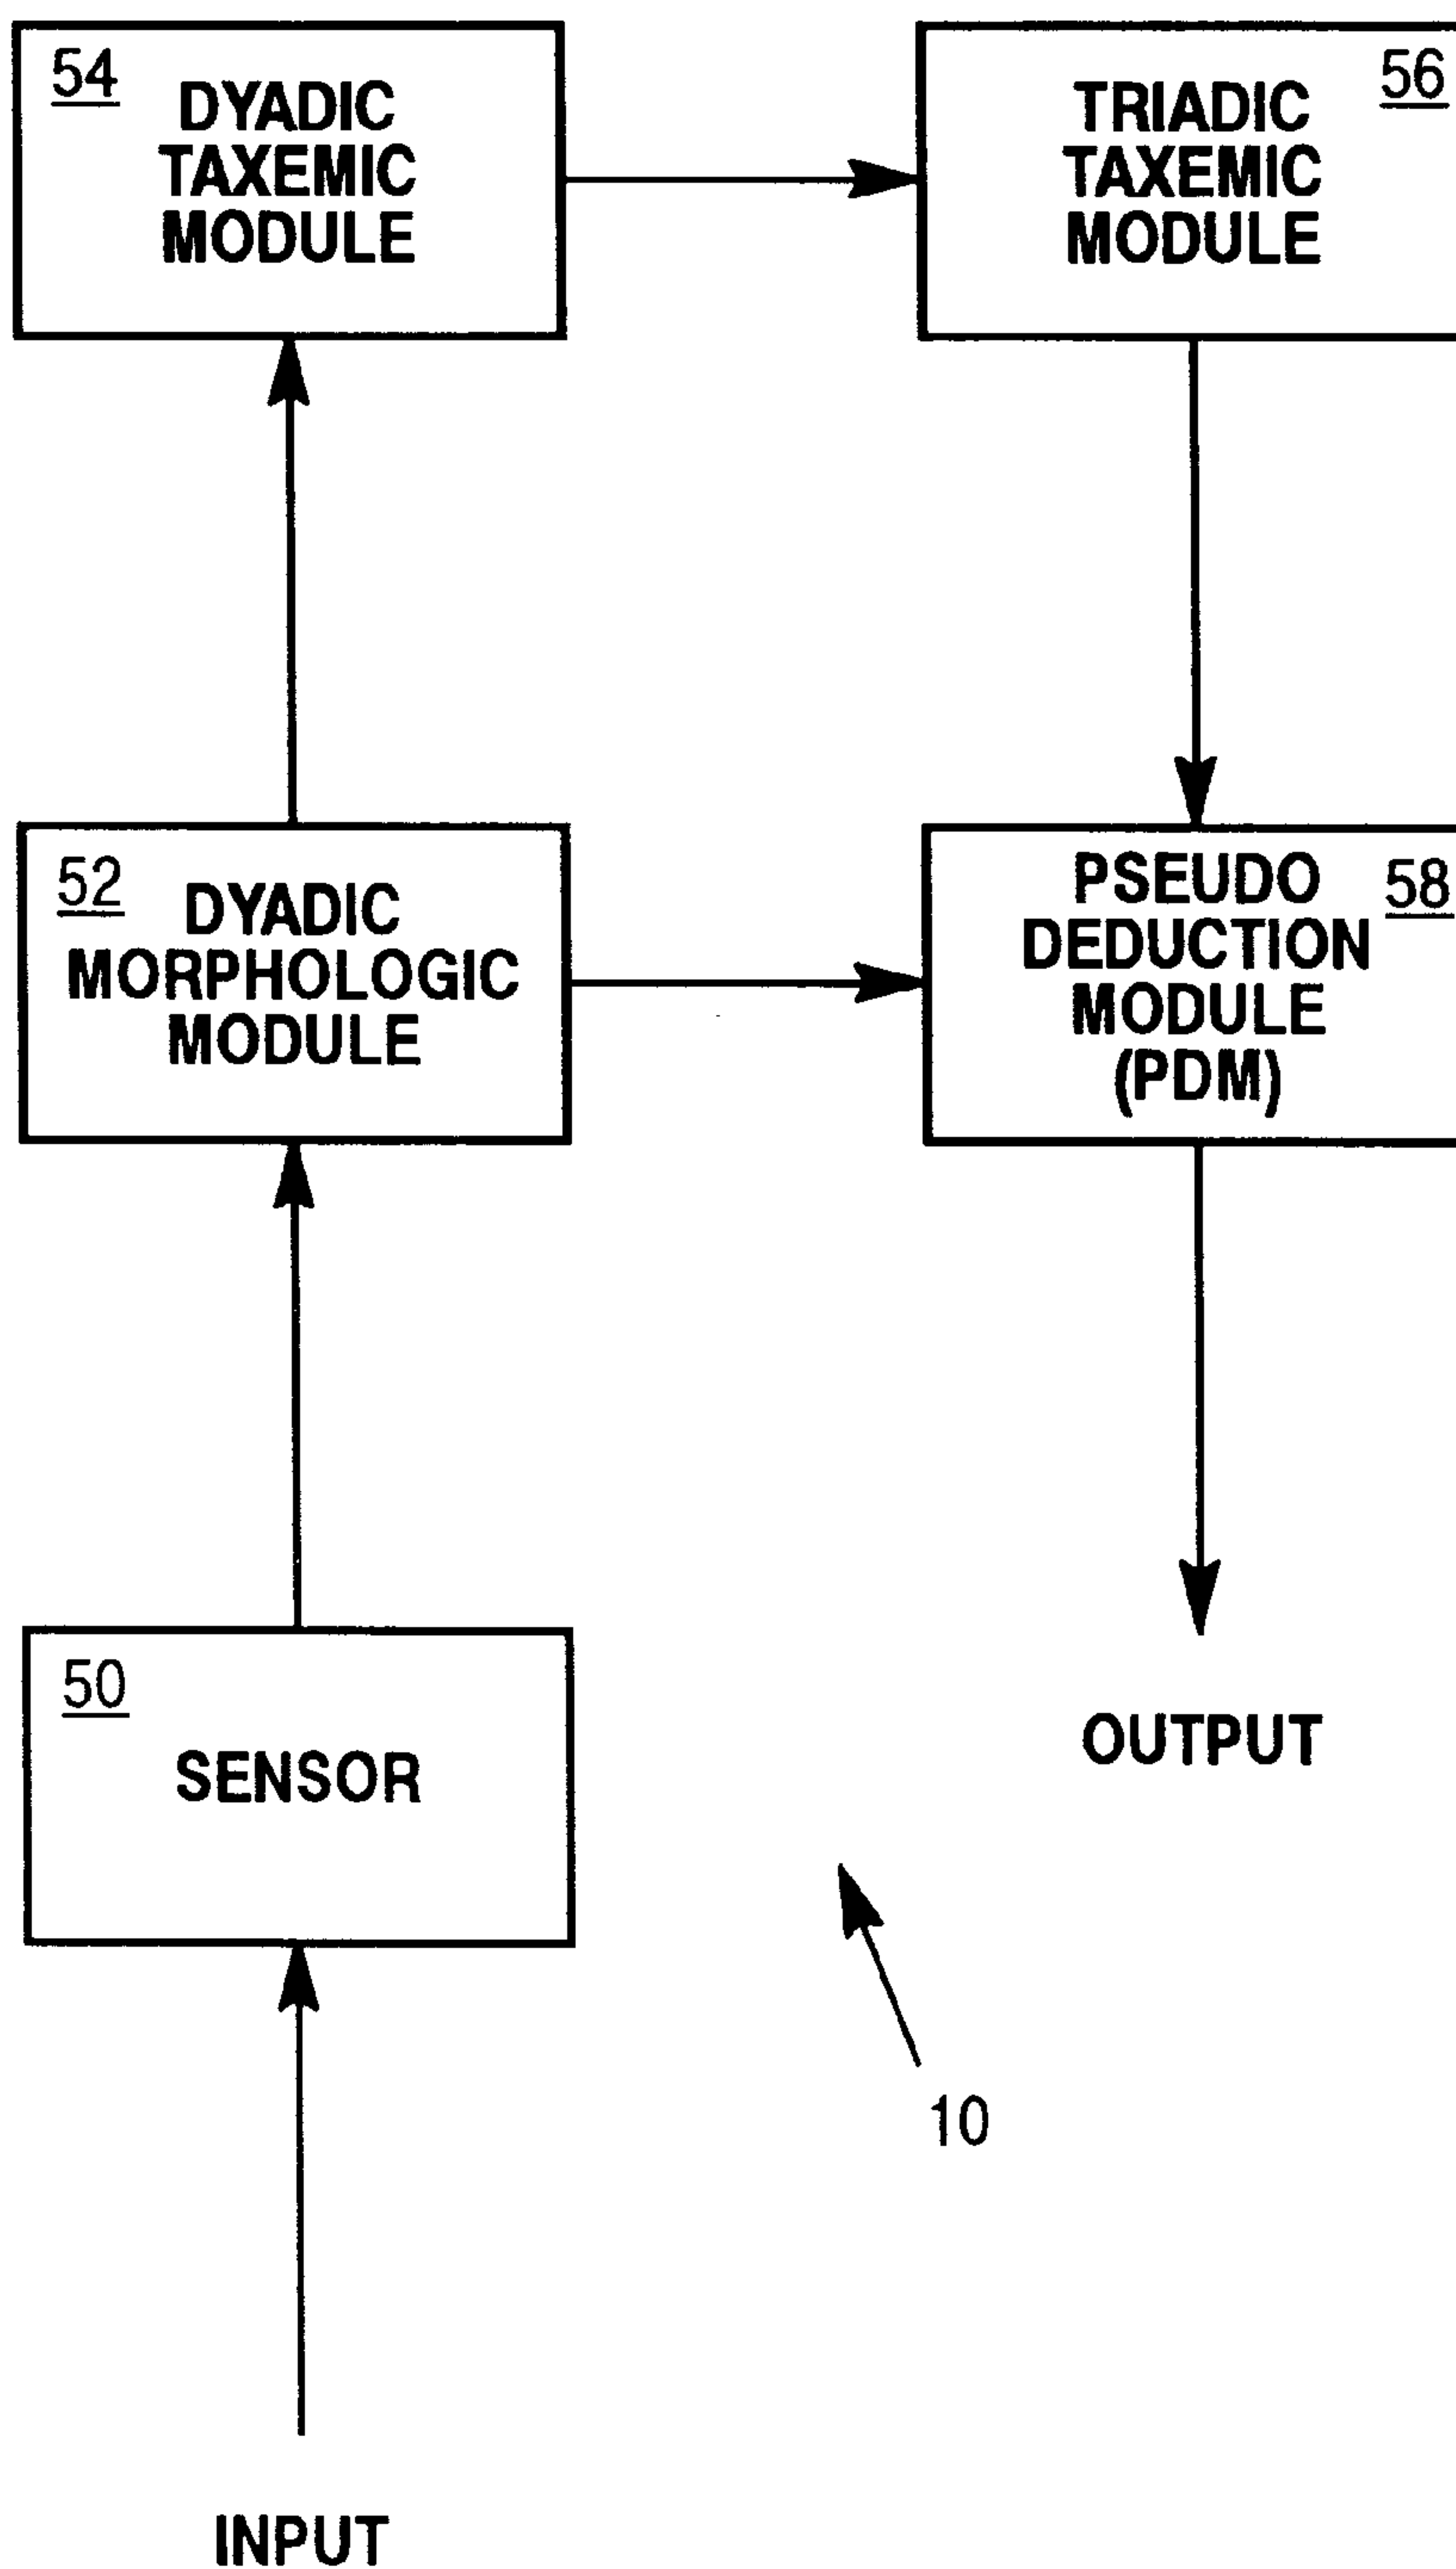 54
DYADIC
TAXEMIC
MODULE
56
TRIADIC
TAXEMIC
MODULE
52
DYADIC
MORPHOLOGIC
MODULE
58
PSEUDO
DEDUCTION
MODULE
(PDM)
50
SENSOR
OUTPUT
10
INPUT